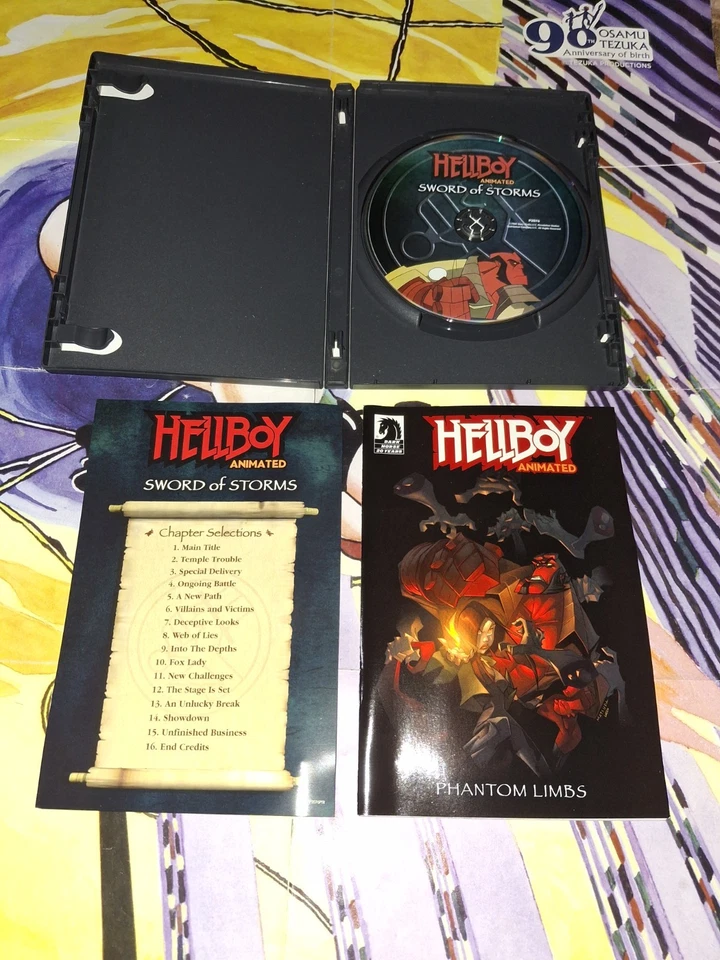 90TH
OSAMU
TEZUKA
Anniversary of birth
TEZUKA PRODUCTIONS
HELLBOY
ANIMATED
SWORD of STORMS
HELLBOY
ANIMATED
SWORD of STORMS
Chapter Selections
1. Main Title
2. Temple Trouble
3. Special Delivery
4. Ongoing Battle
5. A New Path
6. Villains and Victims
7. Deceptive Looks
8. Web of Lies
9. Into The Depths
10. Fox Lady
11. New Challenges
12. The Stage Is Set
13. An Unlucky Break
14. Showdown
15. Unfinished Business
16. End Credits
DARK
HORSE
20 YEARS
HELLBOY
ANIMATED
PHANTOM LIMBS